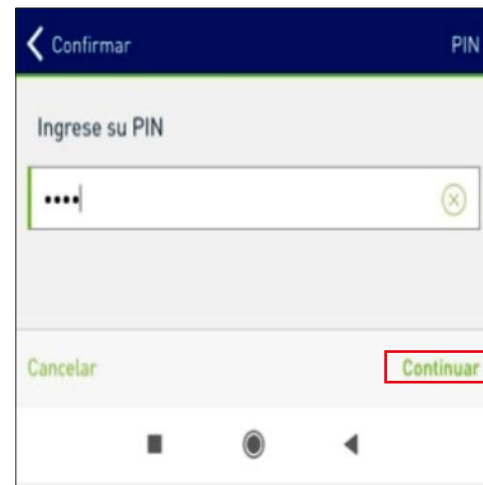 Confirmar PIN
Ingrese su PIN
••••
Cancelar Continuar